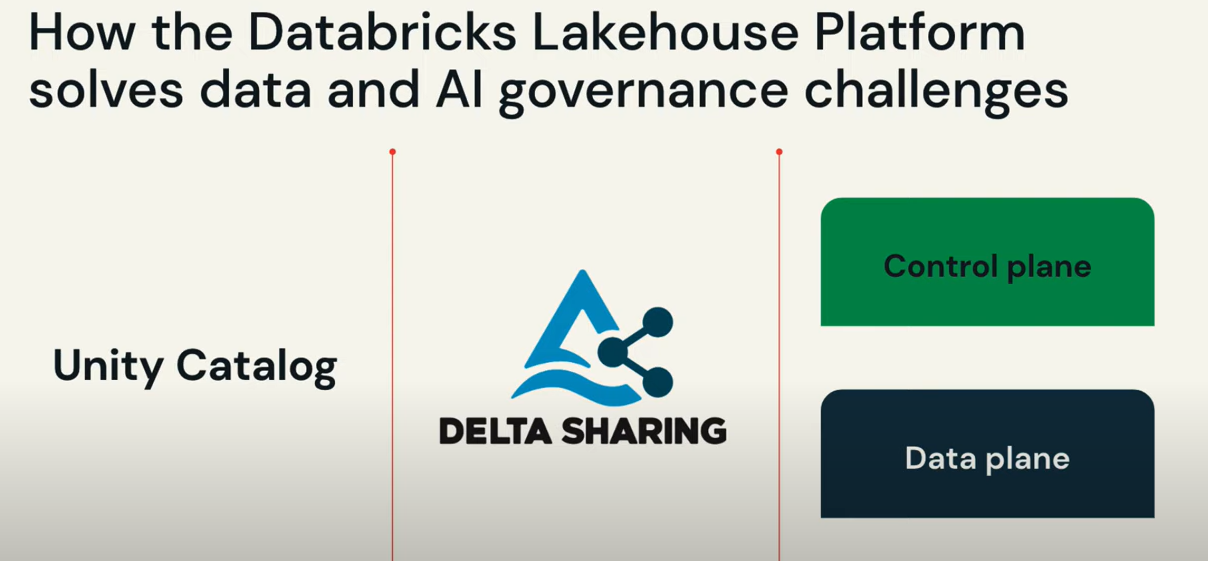 How the Databricks Lakehouse Platform
solves data and AI governance challenges
Unity Catalog
DELTA SHARING
Control plane
Data plane